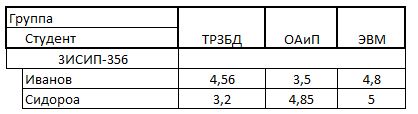 Группа
Студент ТРЗБД ОАиП ЭВМ
ЗИСИП-356
Иванов 4,56 3,5 4,8
Сидороа 3,2 4,85 5